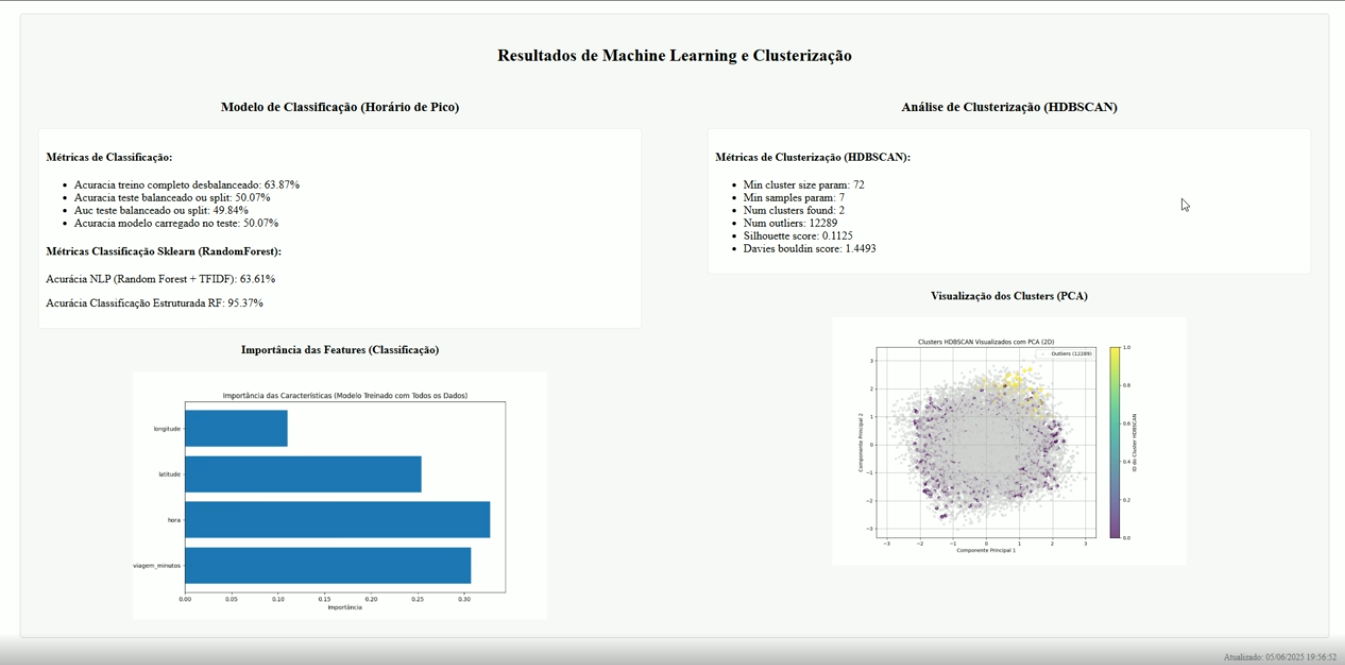 Resultados de Machine Learning e Clusterização
Modelo de Classificação (Horário de Pico)
Métricas de Classificação:
Acuracia treino completo desbalanceado: 63.87%
Acuracia teste balanceado ou split: 50.07%
Auc teste balanceado ou split: 49.84%
Acuracia modelo carregado no teste: 50.07%
Métricas Classificação Sklearn (RandomForest):
Acurácia NLP (Random Forest + TFIDF): 63.61%
Acurácia Classificação Estruturada RF: 95.37%
Importância das Features (Classificação)
Importância das Características (Modelo Treinado com Todos os Dados)
longitude
latitude
hora
viagem_minutos
0.00 0.05 0.10 0.15 0.20 0.25 0.30
Importância
Análise de Clusterização (HDBSCAN)
Métricas de Clusterização (HDBSCAN):
Min cluster size param: 72
Min samples param: 7
Num clusters found: 2
Num outliers: 12289
Silhouette score: 0.1125
Davies bouldin score: 1.4493
Visualização dos Clusters (PCA)
Clusters HDBSCAN Visualizados com PCA (2D)
Outliers (12289)
3
2
1
0
−1
−2
−3
Componente Principal 2
−3 −2 −1 0 1 2 3
Componente Principal 1
1.0
0.8
0.6
0.4
0.2
0.0
ID do Cluster HDBSCAN
Atualizado: 05/06/2025 19:56:52